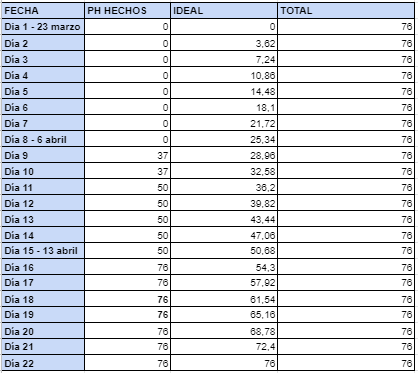 FECHA PH HECHOS IDEAL TOTAL
Dia 1 - 23 marzo 0 0 76
Dia 2 0 3,62 76
Dia 3 0 7,24 76
Dia 4 0 10,86 76
Dia 5 0 14,48 76
Dia 6 0 18,1 76
Dia 7 0 21,72 76
Dia 8 - 6 abril 0 25,34 76
Dia 9 37 28,96 76
Dia 10 37 32,58 76
Dia 11 50 36,2 76
Dia 12 50 39,82 76
Dia 13 50 43,44 76
Dia 14 50 47,06 76
Dia 15 - 13 abril 50 50,68 76
Dia 16 76 54,3 76
Dia 17 76 57,92 76
Dia 18 76 61,54 76
Dia 19 76 65,16 76
Dia 20 76 68,78 76
Dia 21 76 72,4 76
Dia 22 76 76 76